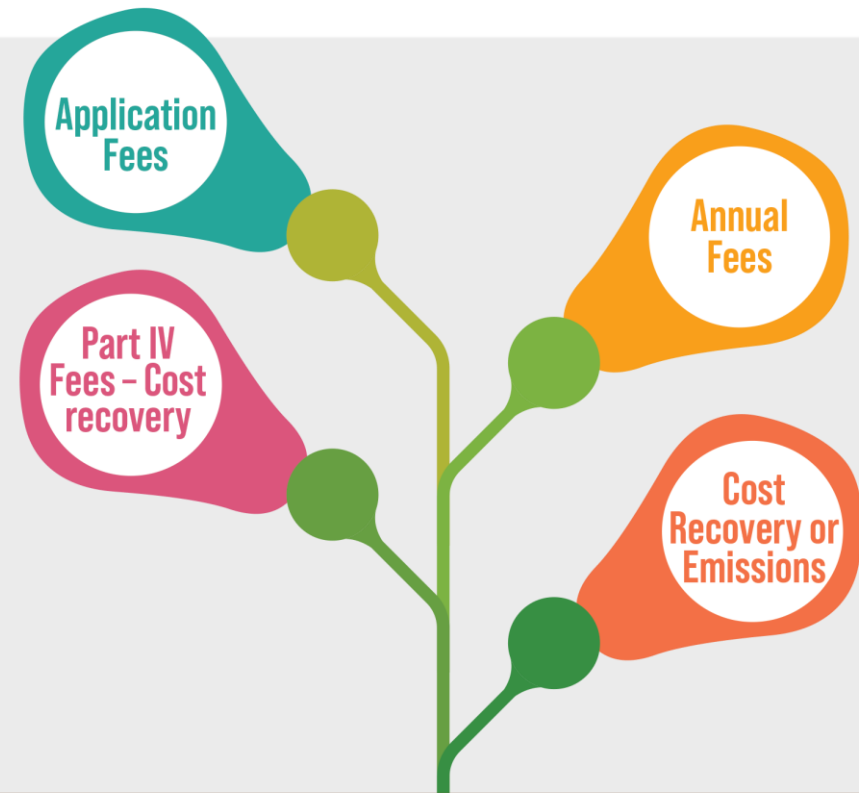 Application
Fees
Annual
Fees
Part IV
Fees – Cost
recovery
Cost
Recovery or
Emissions